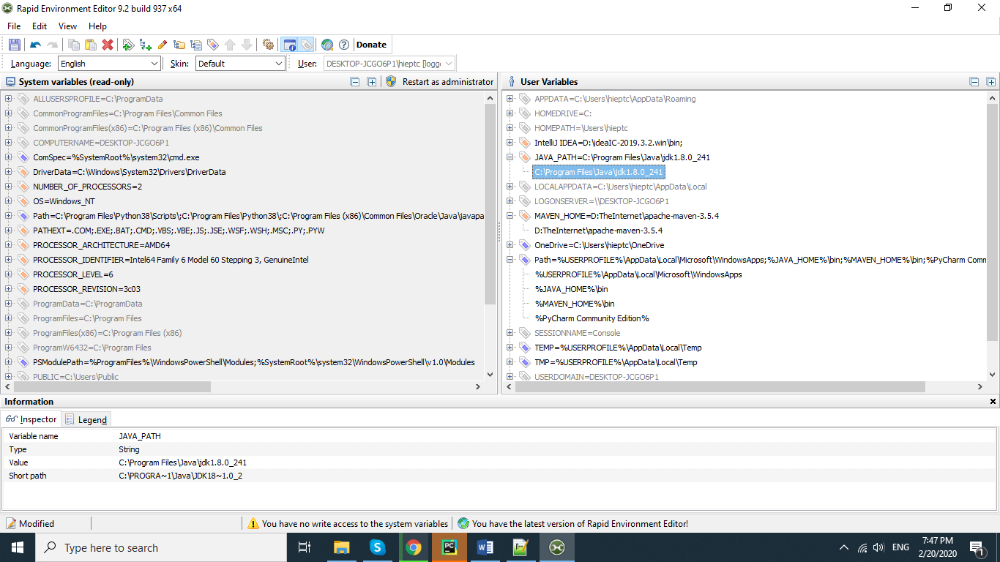 Rapid Environment Editor 9.2 build 937 x64
File Edit View Help
Donate
Language: English Skin: Default User: DESKTOP-JCGO6P1\hieptc [logge
System variables (read-only) Restart as administrator
ALLUSERSPROFILE=C:\ProgramData
CommonProgramFiles=C:\Program Files\Common Files
CommonProgramFiles(x86)=C:\Program Files (x86)\Common Files
COMPUTERNAME=DESKTOP-JCGO6P1
ComSpec=%SystemRoot%\system32\cmd.exe
DriverData=C:\Windows\System32\Drivers\DriverData
NUMBER_OF_PROCESSORS=2
OS=Windows_NT
Path=C:\Program Files\Python38\Scripts\;C:\Program Files\Python38\;C:\Program Files (x86)\Common Files\Oracle\Java\javapa
PATHEXT=.COM;.EXE;.BAT;.CMD;.VBS;.VBE;.JS;.JSE;.WSF;.WSH;.MSC;.PY;.PYW
PROCESSOR_ARCHITECTURE=AMD64
PROCESSOR_IDENTIFIER=Intel64 Family 6 Model 60 Stepping 3, GenuineIntel
PROCESSOR_LEVEL=6
PROCESSOR_REVISION=3c03
ProgramData=C:\ProgramData
ProgramFiles=C:\Program Files
ProgramFiles(x86)=C:\Program Files (x86)
ProgramW6432=C:\Program Files
PSModulePath=%ProgramFiles%\WindowsPowerShell\Modules;%SystemRoot%\system32\WindowsPowerShell\v1.0\Modules
PUBLIC=C:\Users\Public
User Variables
APPDATA=C:\Users\hieptc\AppData\Roaming
HOMEDRIVE=C:
HOMEPATH=\Users\hieptc
IntelliJ IDEA=D:\ideaIC-2019.3.2.win\bin;
JAVA_PATH=C:\Program Files\Java\jdk1.8.0_241
C:\Program Files\Java\jdk1.8.0_241
LOCALAPPDATA=C:\Users\hieptc\AppData\Local
LOGONSERVER=\\DESKTOP-JCGO6P1
MAVEN_HOME=D:TheInternet\apache-maven-3.5.4
D:TheInternet\apache-maven-3.5.4
OneDrive=C:\Users\hieptc\OneDrive
Path=%USERPROFILE%\AppData\Local\Microsoft\WindowsApps;%JAVA_HOME%\bin;%MAVEN_HOME%\bin;%PyCharm Comm
%USERPROFILE%\AppData\Local\Microsoft\WindowsApps
%JAVA_HOME%\bin
%MAVEN_HOME%\bin
%PyCharm Community Edition%
SESSIONNAME=Console
TEMP=%USERPROFILE%\AppData\Local\Temp
TMP=%USERPROFILE%\AppData\Local\Temp
USERDOMAIN=DESKTOP-JCGO6P1
Information
Inspector Legend
Variable name JAVA_PATH
Type String
Value C:\Program Files\Java\jdk1.8.0_241
Short path C:\PROGRA~1\Java\JDK18~1.0_2
Modified You have no write access to the system variables You have the latest version of Rapid Environment Editor!
Type here to search
ENG
7:47 PM
2/20/2020
1